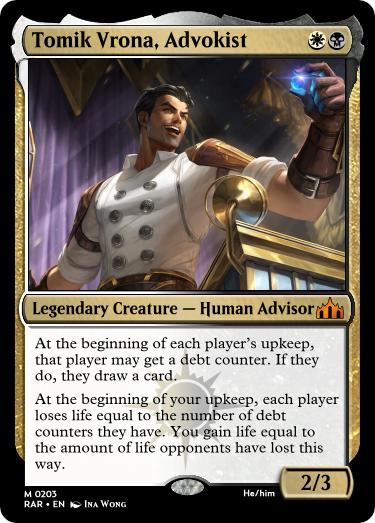 Tomik Vrona, Advokist
Legendary Creature — Human Advisor
At the beginning of each player's upkeep,
that player may get a debt counter. If they
do, they draw a card.
At the beginning of your upkeep, each player
loses life equal to the number of debt
counters they have. You gain life equal to
the amount of life opponents have lost this
way.
2/3
M 0203
RAR • EN Ina Wong
He/him